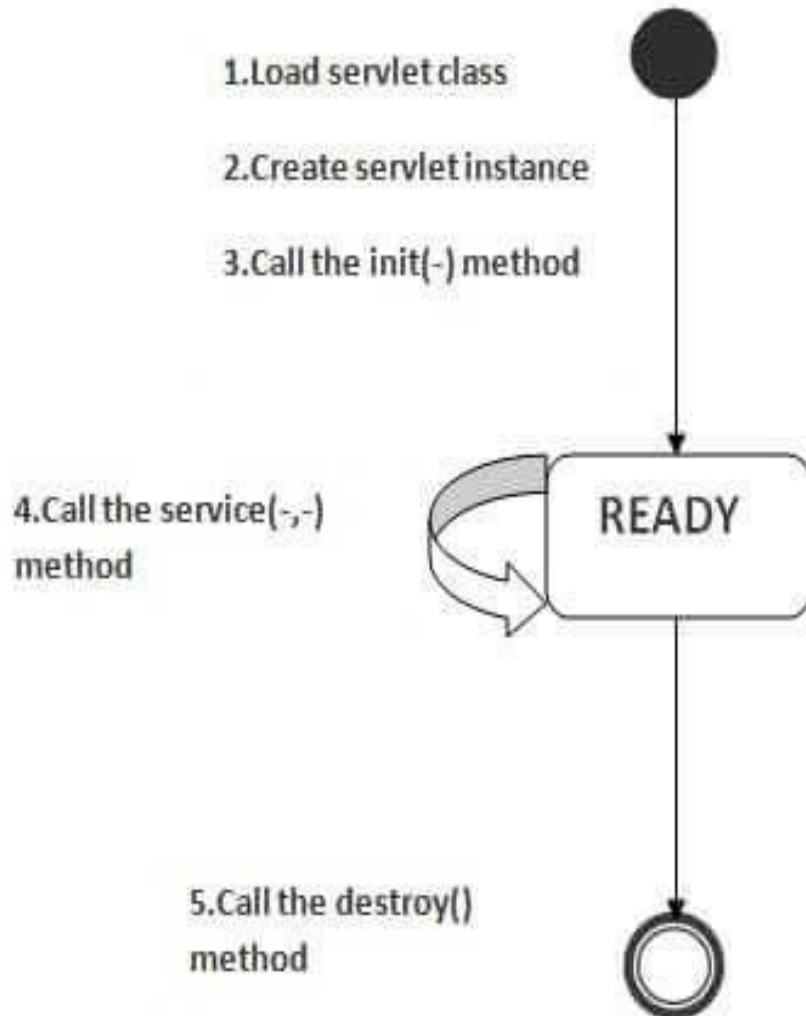 1.Load servlet class
2.Create servlet instance
3.Call the init(-) method
READY
4.Call the service(-,-)
method
5.Call the destroy()
method